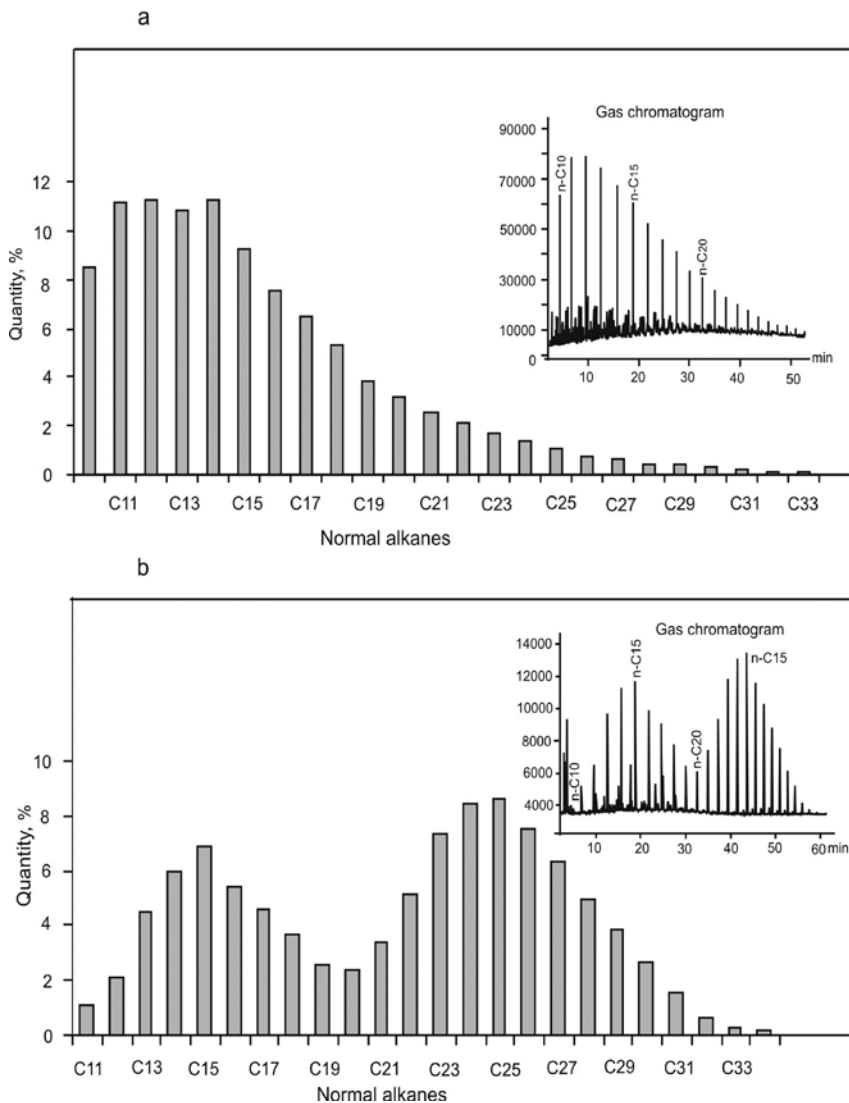 a
Gas chromatogram
90000
70000
50000
30000
10000
0
n-C10
n-C15
n-C20
10 20 30 40 50
min
Quantity, %
12
10
8
6
4
2
0
C11 C13 C15 C17 C19 C21 C23 C25 C27 C29 C31 C33
Normal alkanes
b
Gas chromatogram
14000
12000
10000
8000
6000
4000
n-C10
n-C15
n-C20
n-C15
10 20 30 40 50 60 min
Quantity, %
10
8
6
4
2
0
C11 C13 C15 C17 C19 C21 C23 C25 C27 C29 C31 C33
Normal alkanes